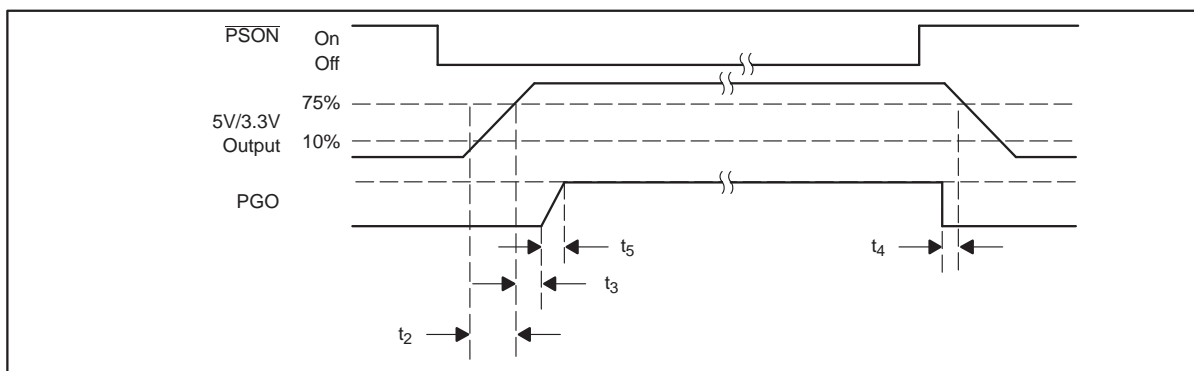 PSON
On
Off
75%
5V/3.3V
Output
10%
PGO
t5
t4
t3
t2